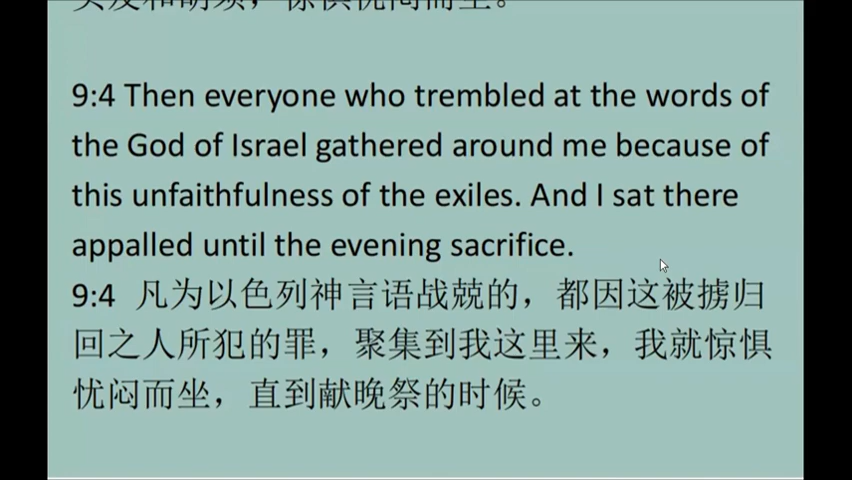 9:4 Then everyone who trembled at the words of
the God of Israel gathered around me because of
this unfaithfulness of the exiles. And I sat there
appalled until the evening sacrifice.
9:4 凡为以色列神言语战兢的，都因这被掳归
回之人所犯的罪，聚集到我这里来，我就惊惧
忧闷而坐，直到献晚祭的时候。